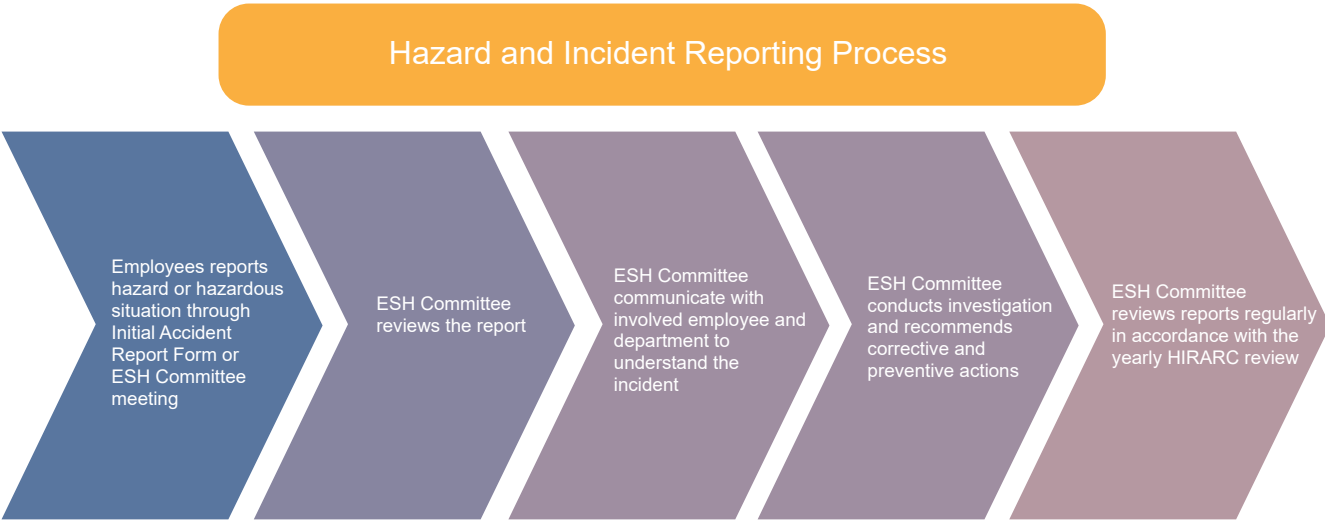 Hazard and Incident Reporting Process
Employees reports
hazard or hazardous
situation through
Initial Accident
Report Form or
ESH Committee
meeting
ESH Committee
reviews the report
ESH Committee
communicate with
involved employee and
department to
understand the
incident
ESH Committee
conducts investigation
and recommends
corrective and
preventive actions
ESH Committee
reviews reports regularly
in accordance with the
yearly HIRARC review